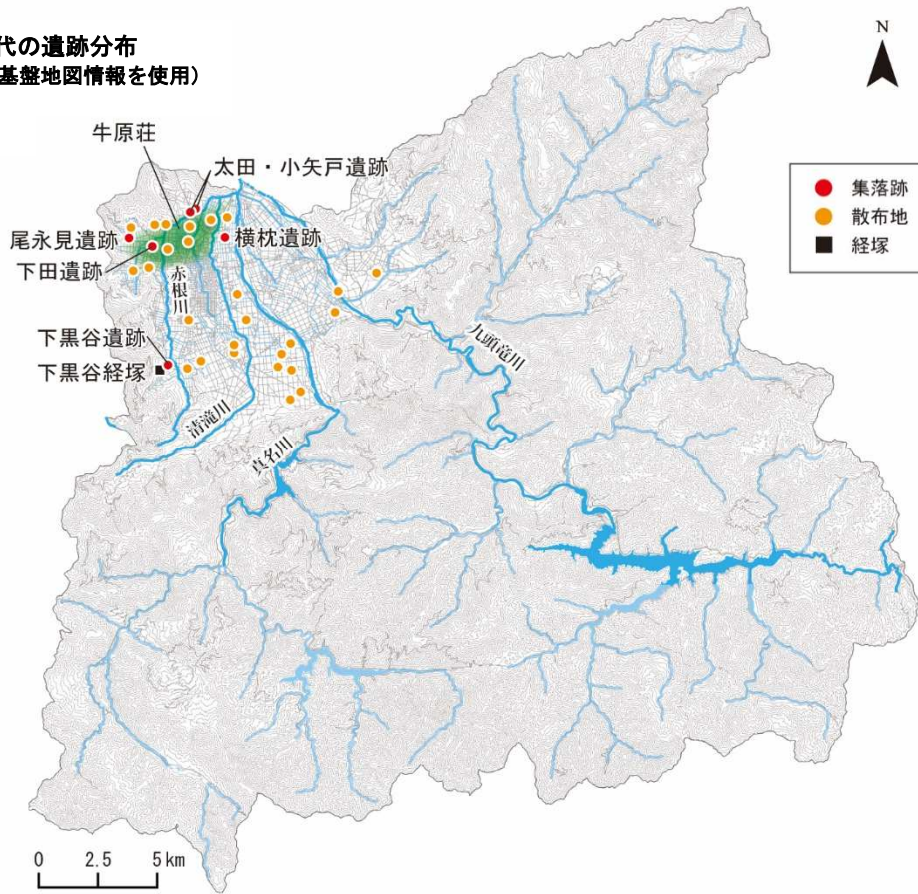 代の遺跡分布
基盤地図情報を使用）
N
牛原荘
太田・小矢戸遺跡
集落跡
散布地
経塚
尾永見遺跡
横枕遺跡
下田遺跡
赤根川
下黒谷遺跡
九頭竜川
下黒谷経塚
清滝川
真名川
0 2.5 5km